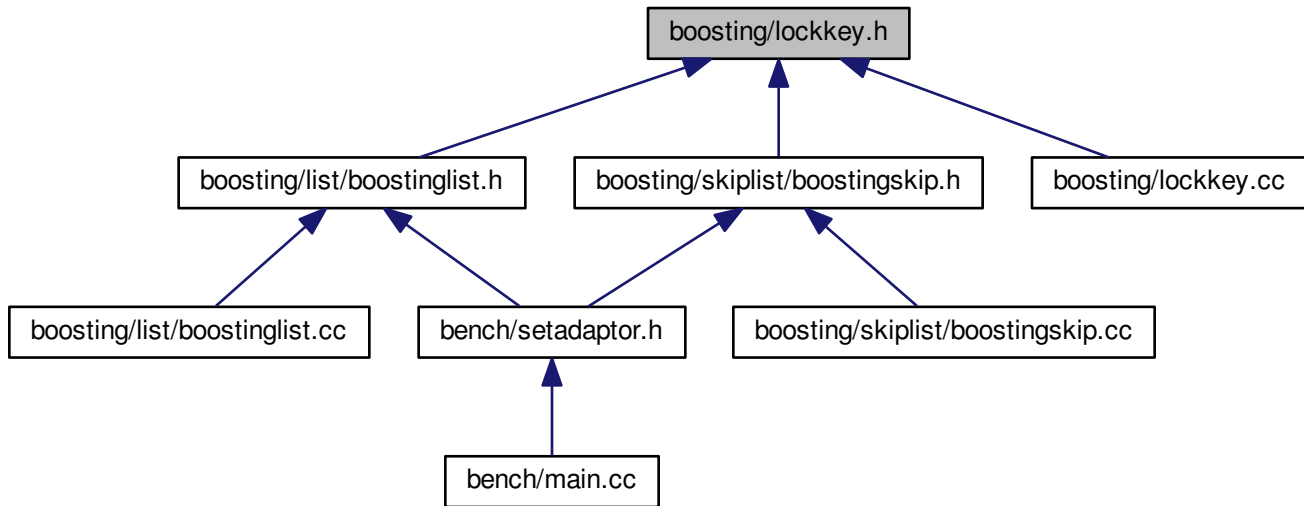 boosting/lockkey.h
boosting/list/boostinglist.h
boosting/skiplist/boostingskip.h
boosting/lockkey.cc
boosting/list/boostinglist.cc
bench/setadaptor.h
boosting/skiplist/boostingskip.cc
bench/main.cc